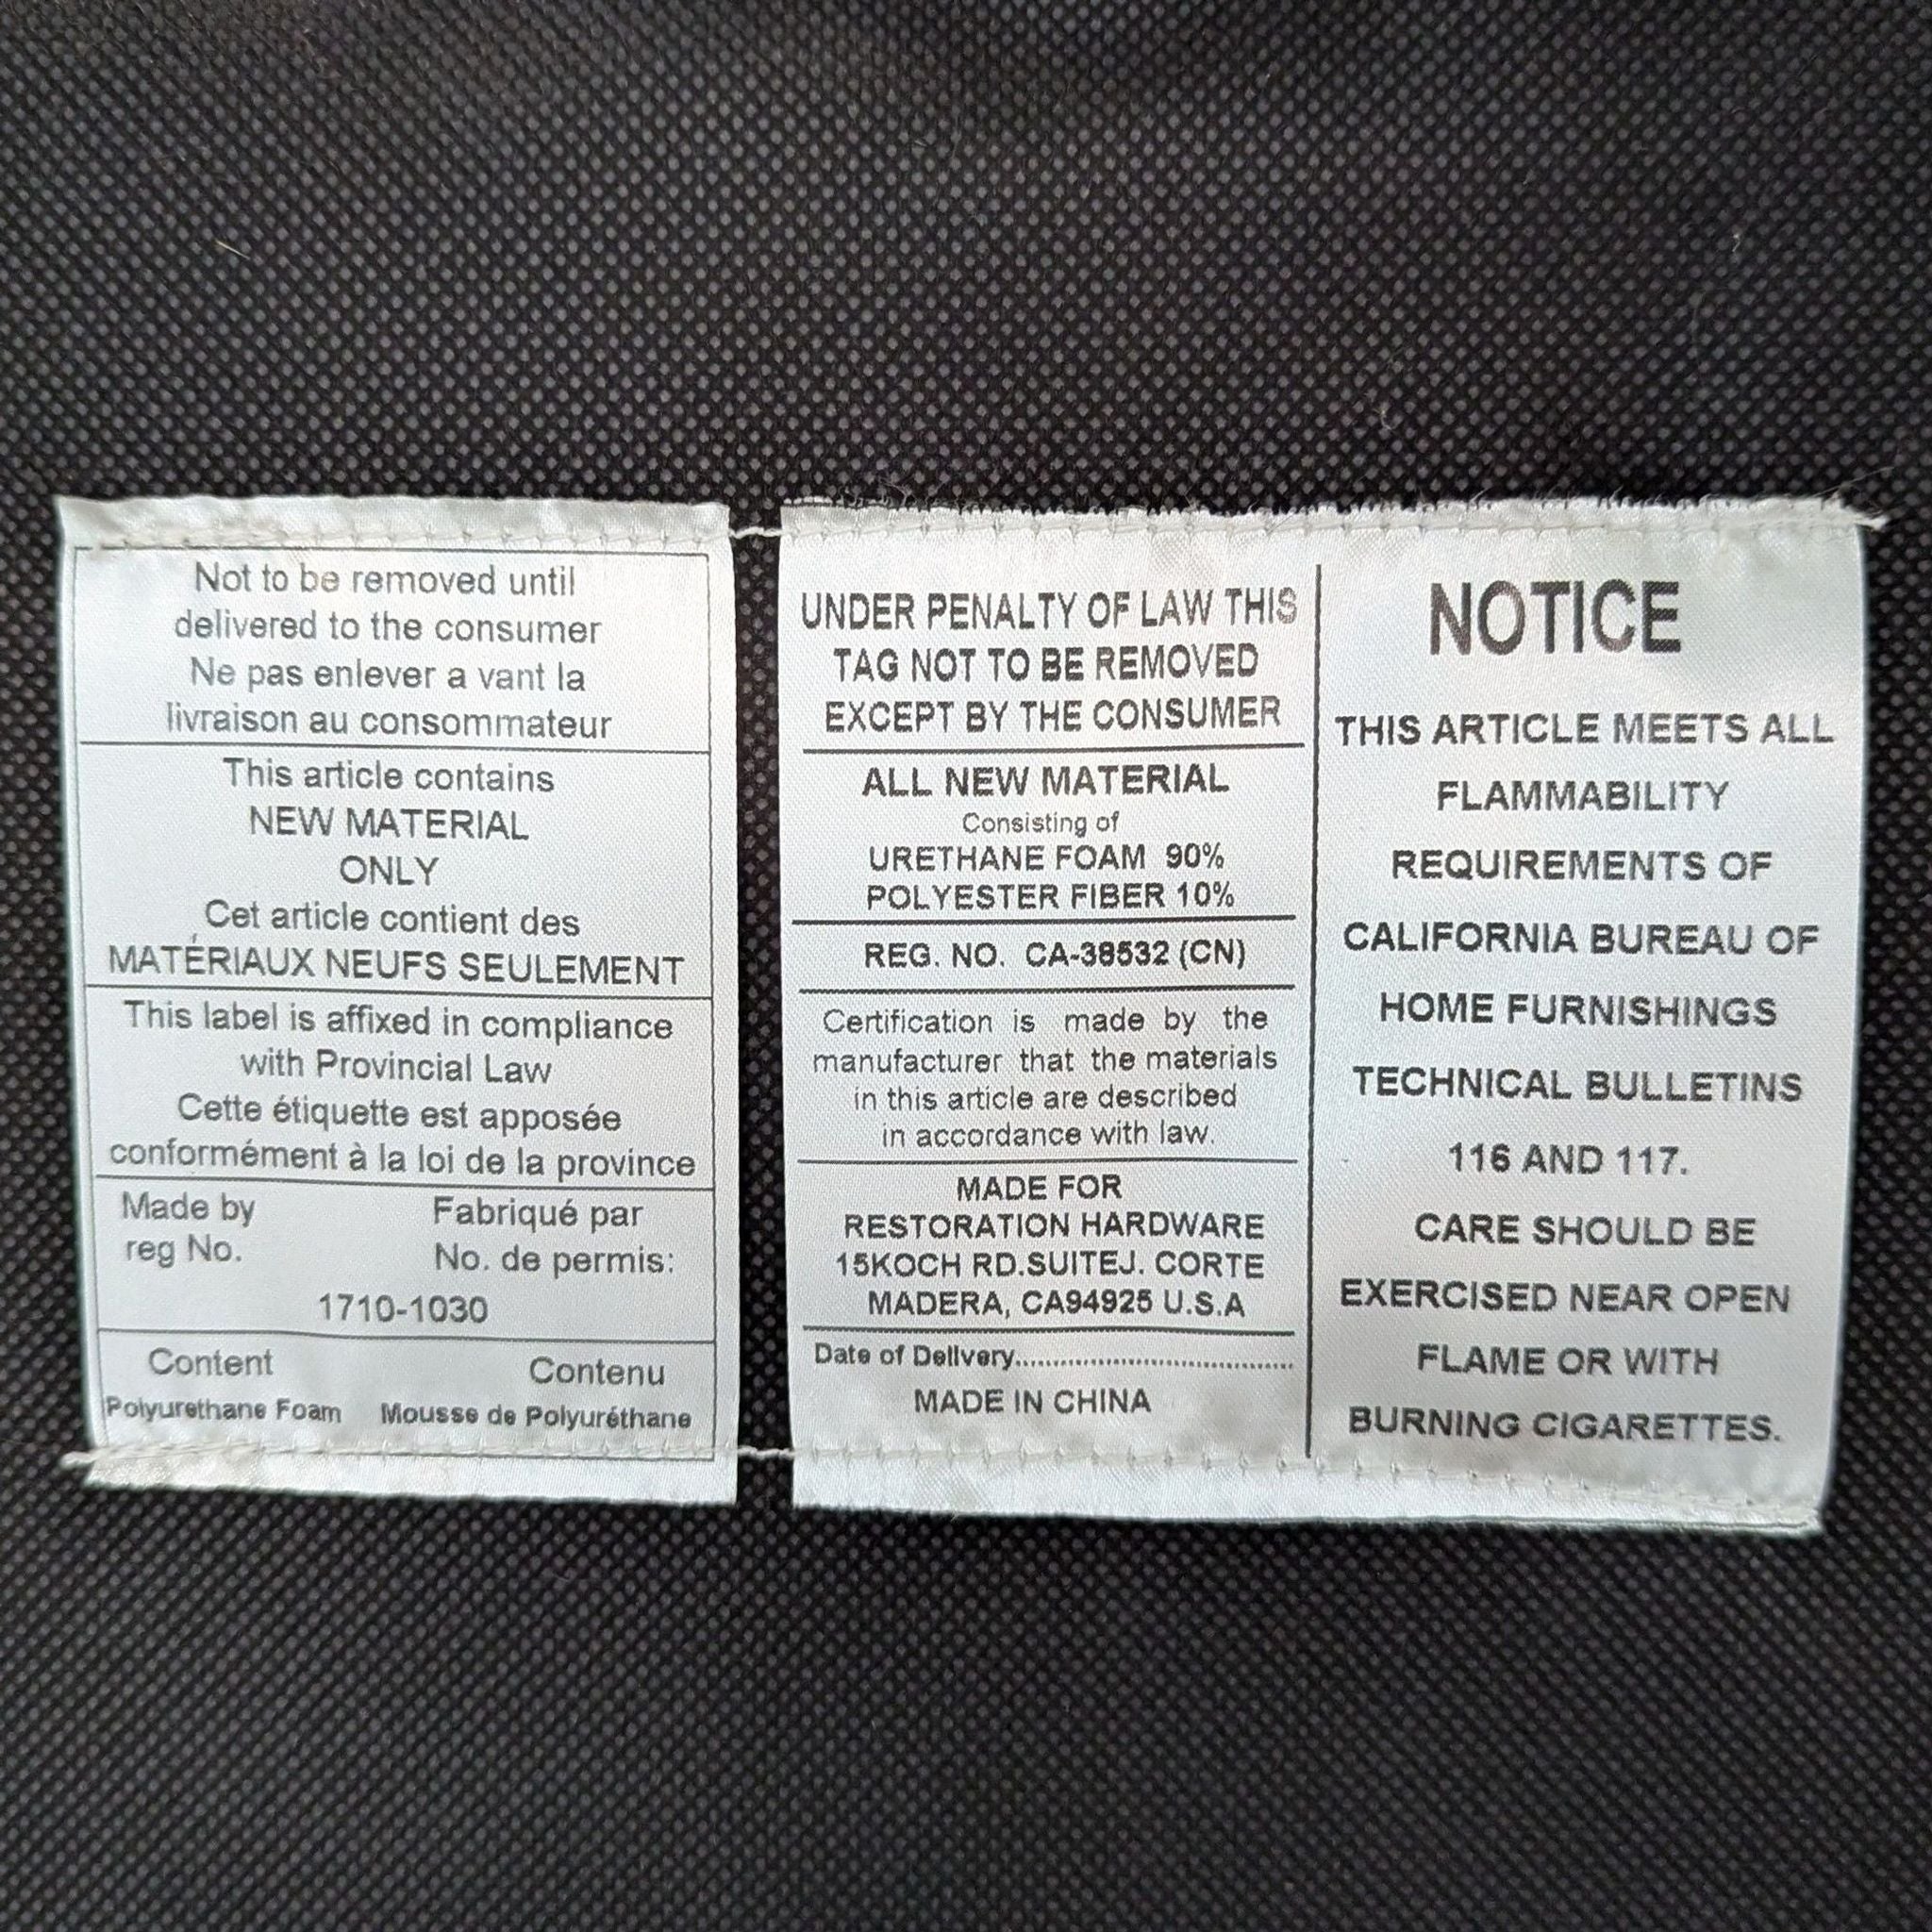 Not to be removed until
delivered to the consumer
Ne pas enlever a vant la
livraison au consommateur
This article contains
NEW MATERIAL
ONLY
Cet article contient des
MATÉRIAUX NEUFS SEULEMENT
This label is affixed in compliance
with Provincial Law
Cette étiquette est apposée
conformément à la loi de la province
Made by Fabriqué par
reg No. No. de permis:
1710-1030
Content Contenu
Polyurethane Foam Mousse de Polyuréthane
UNDER PENALTY OF LAW THIS
TAG NOT TO BE REMOVED
EXCEPT BY THE CONSUMER
ALL NEW MATERIAL
Consisting of
URETHANE FOAM 90%
POLYESTER FIBER 10%
REG. NO. CA-38532 (CN)
Certification is made by the
manufacturer that the materials
in this article are described
in accordance with law.
MADE FOR
RESTORATION HARDWARE
15KOCH RD.SUITEJ. CORTE
MADERA, CA94925 U.S.A
Date of Delivery..........................................
MADE IN CHINA
NOTICE
THIS ARTICLE MEETS ALL
FLAMMABILITY
REQUIREMENTS OF
CALIFORNIA BUREAU OF
HOME FURNISHINGS
TECHNICAL BULLETINS
116 AND 117.
CARE SHOULD BE
EXERCISED NEAR OPEN
FLAME OR WITH
BURNING CIGARETTES.